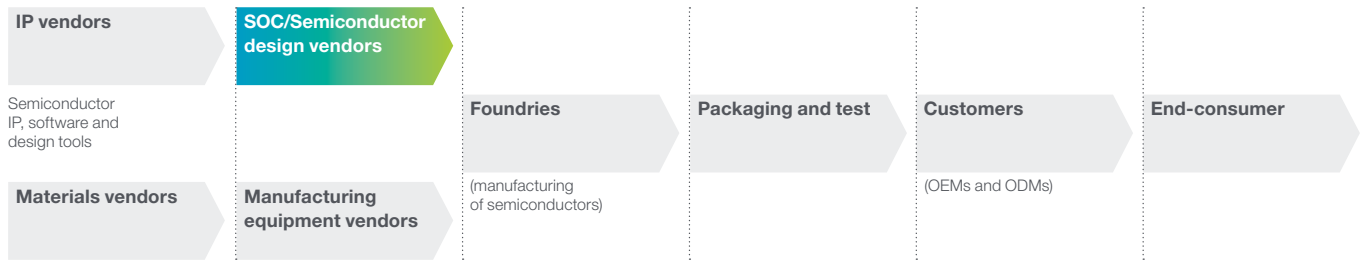 IP vendors
Semiconductor
IP, software and
design tools
SOC/Semiconductor
design vendors
Materials vendors
Manufacturing
equipment vendors
Foundries
(manufacturing
of semiconductors)
Packaging and test
Customers
(OEMs and ODMs)
End-consumer